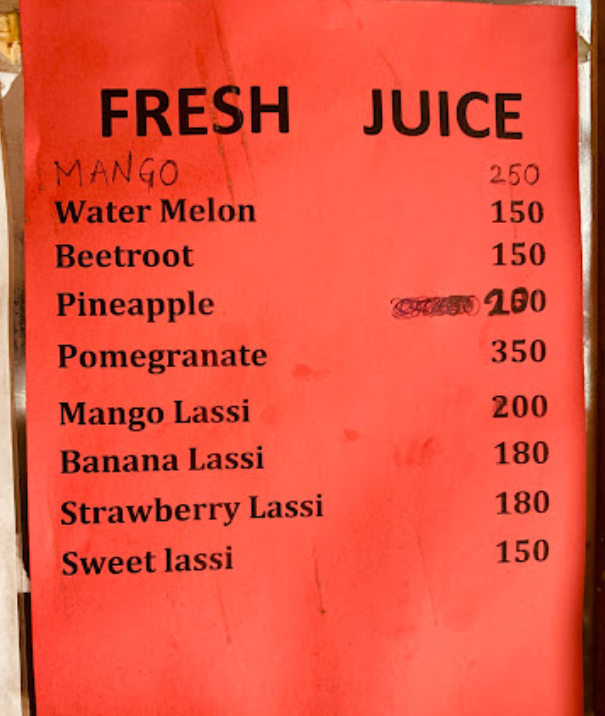 FRESH JUICE
MANGO 250
Water Melon 150
Beetroot 150
Pineapple
Pomegranate 350
Mango Lassi 200
Banana Lassi 180
Strawberry Lassi 180
Sweet lassi 150